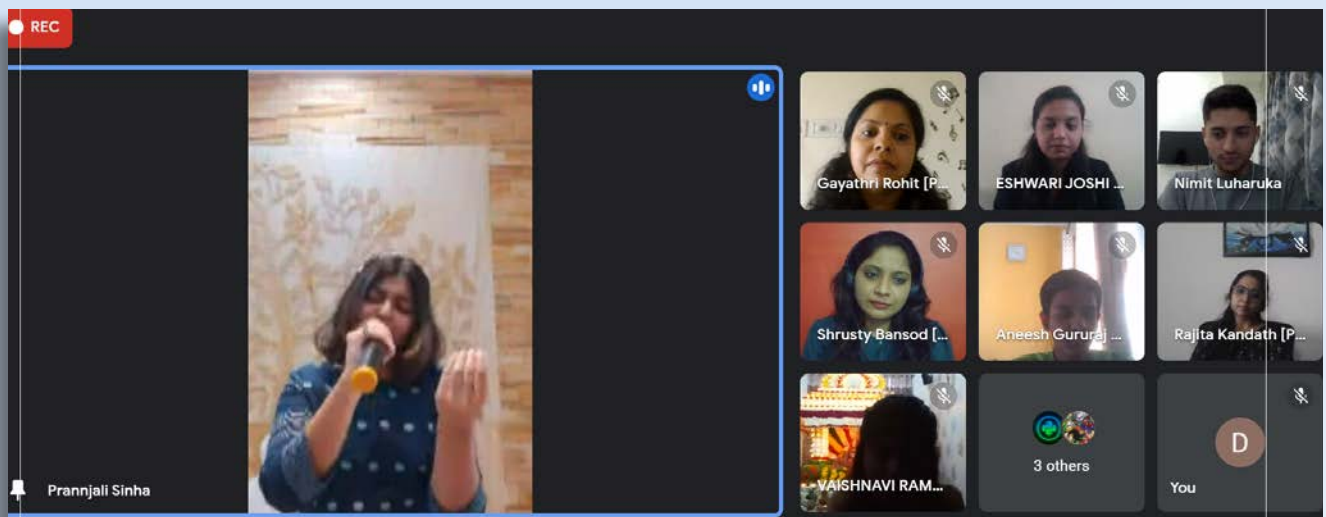 REC
Prannjali Sinha
Gayathri Rohit [P...
ESHWARI JOSHI ...
Nimit Luharuka
Shrusty Bansod [...
Aneesh Gururaj ...
Rajita Kandath [P...
VAISHNAVI RAM...
3 others
D
You